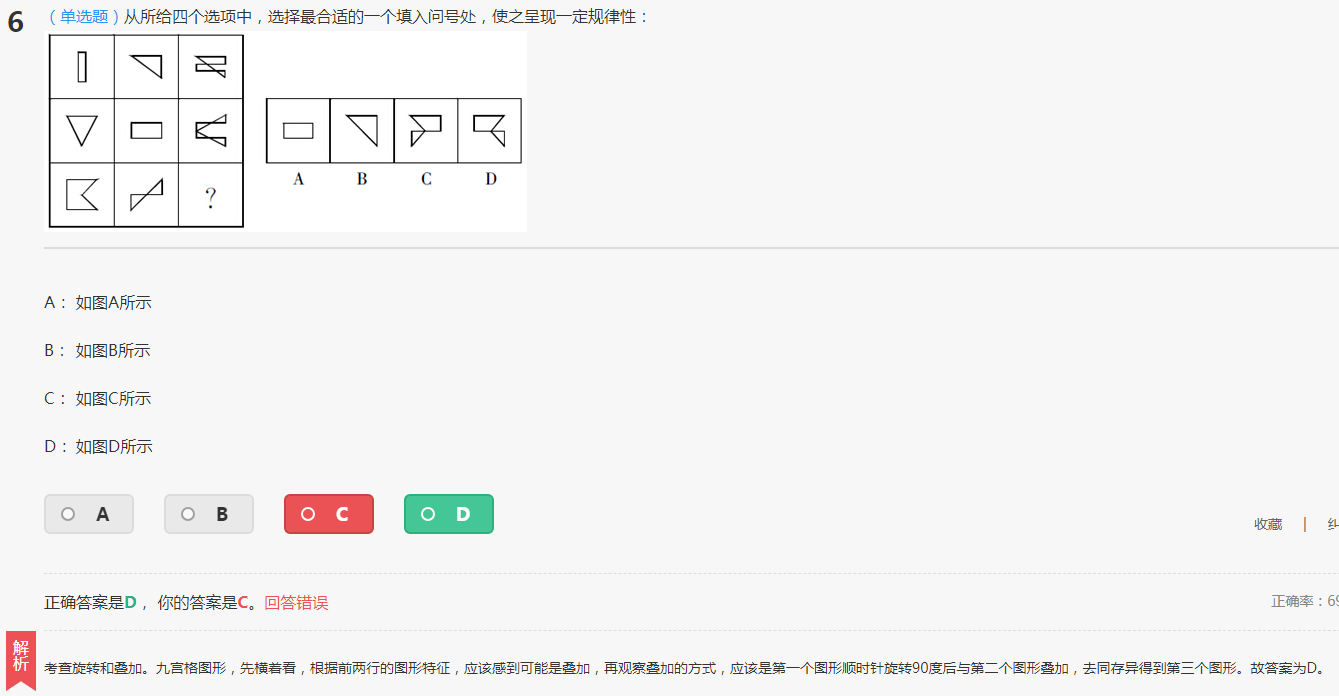 6 （单选题）从所给四个选项中，选择最合适的一个填入问号处，使之呈现一定规律性：
?
A B C D
A： 如图A所示
B： 如图B所示
C： 如图C所示
D： 如图D所示
A B C D
收藏 |
正确答案是D， 你的答案是C。回答错误
正确率：69
解析
考查旋转和叠加。九宫格图形，先横着看，根据前两行的图形特征，应该感到可能是叠加，再观察叠加的方式，应该是第一个图形顺时针旋转90度后与第二个图形叠加，去同存异得到第三个图形。故答案为D。